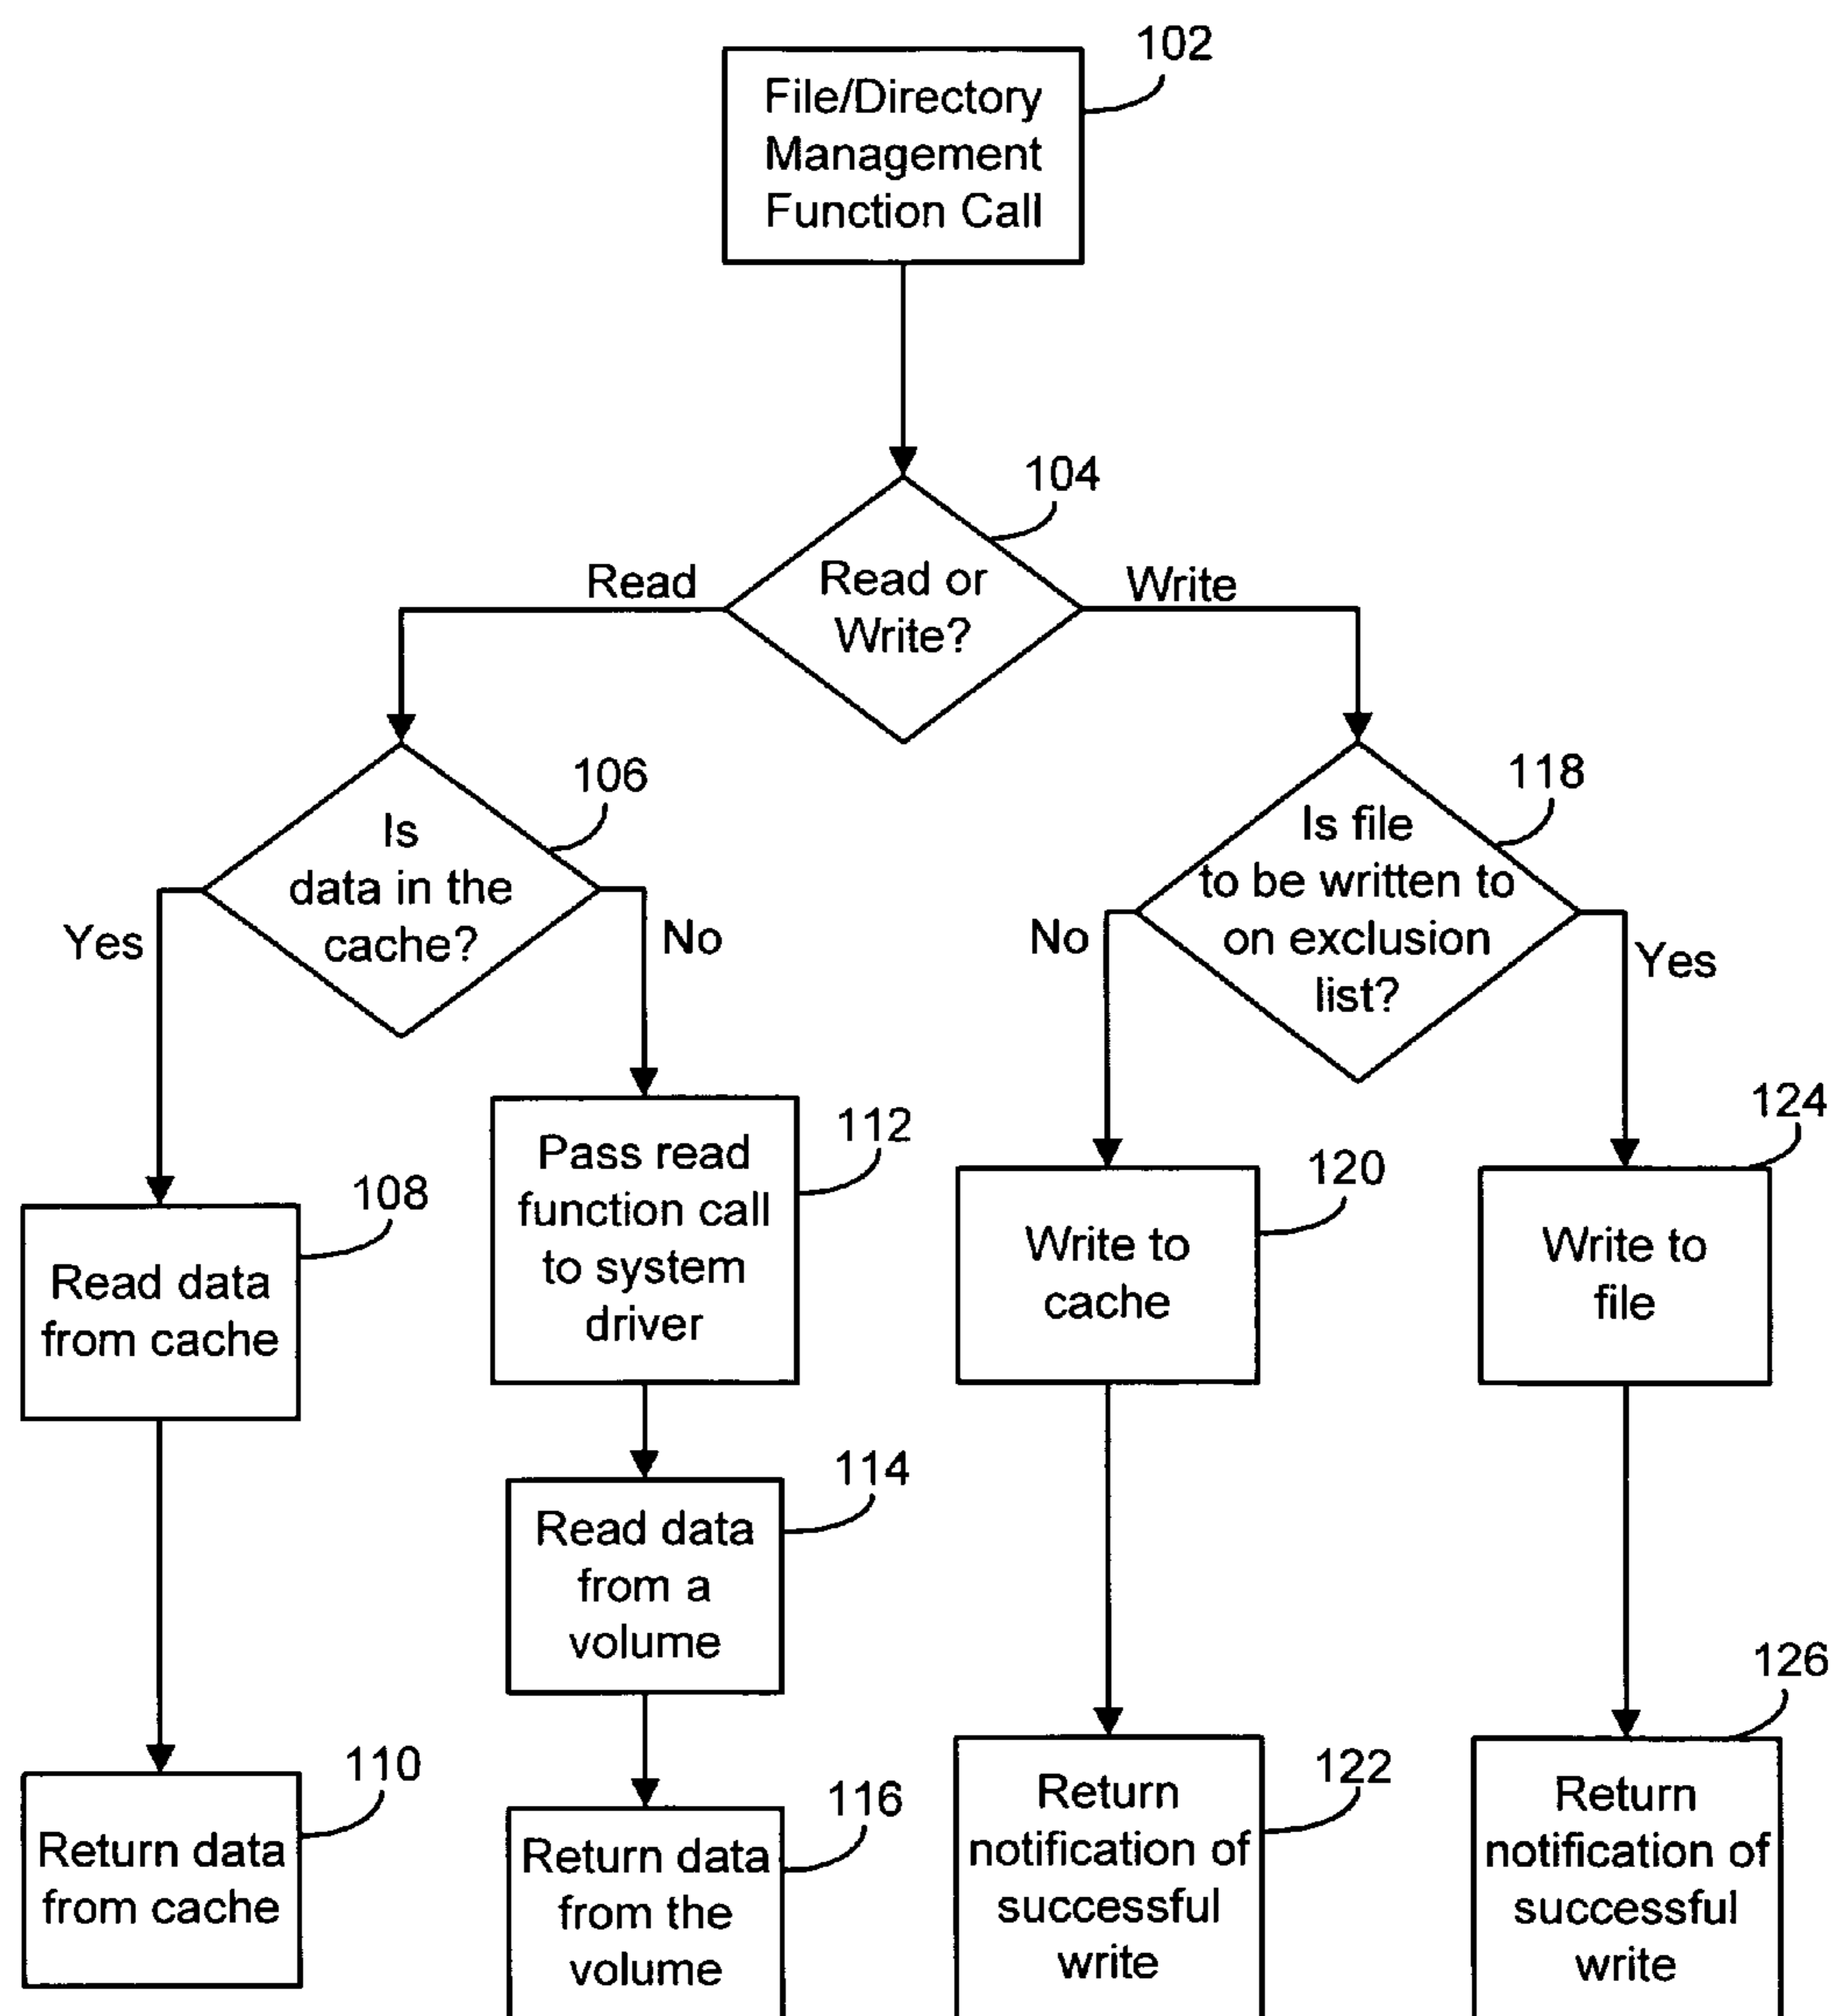 102
File/Directory
Management
Function Call
104
Read or
Write?
Read
Write
106
Is
data in the
cache?
Yes
No
118
Is file
to be written to
on exclusion
list?
No
Yes
108
Read data
from cache
112
Pass read
function call
to system
driver
120
Write to
cache
124
Write to
file
114
Read data
from a
volume
110
Return data
from cache
116
Return data
from the
volume
122
Return
notification of
successful
write
126
Return
notification of
successful
write